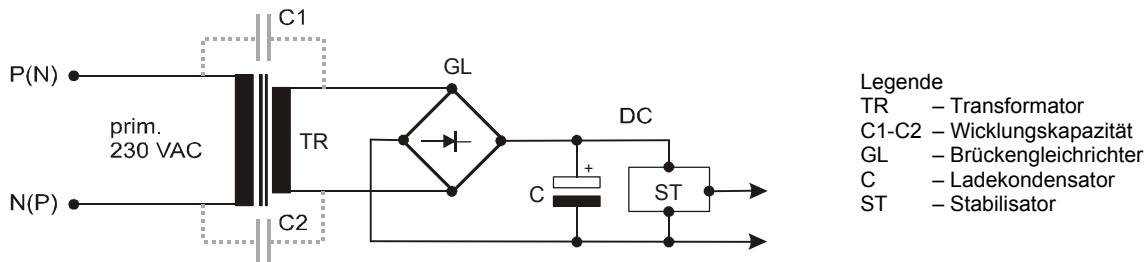 C1
P(N)
GL
prim.
230 VAC
TR
DC
+
C
ST
N(P)
C2
Legende
TR – Transformator
C1-C2 – Wicklungskapazität
GL – Brückengleichrichter
C – Ladekondensator
ST – Stabilisator